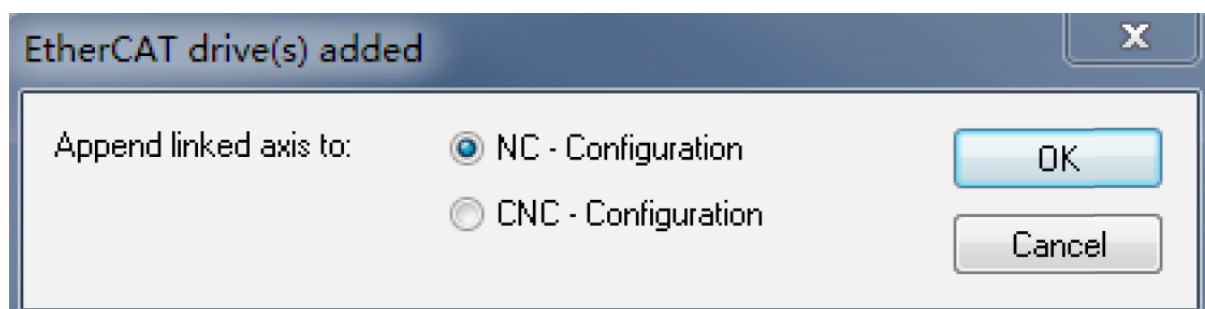 EtherCAT drive(s) added
Append linked axis to:
NC - Configuration
OK
CNC - Configuration
Cancel